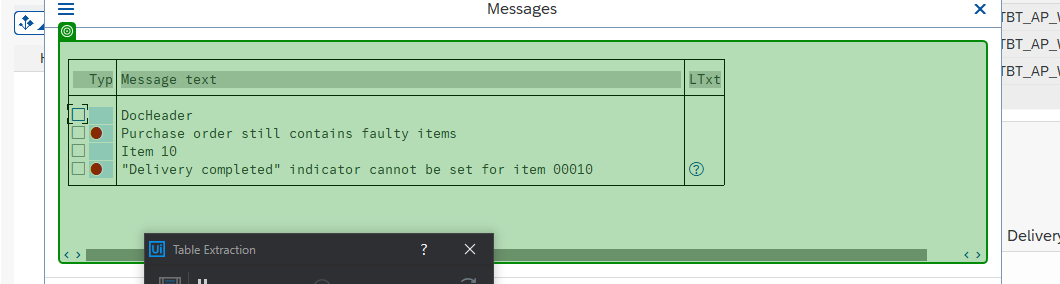 Messages
TBT_AP_
TBT_AP_
TBT_AP_
Typ Message text LTxt
DocHeader
Purchase order still contains faulty items
Item 10
"Delivery completed" indicator cannot be set for item 00010
?
Delivery
Ui Table Extraction ?